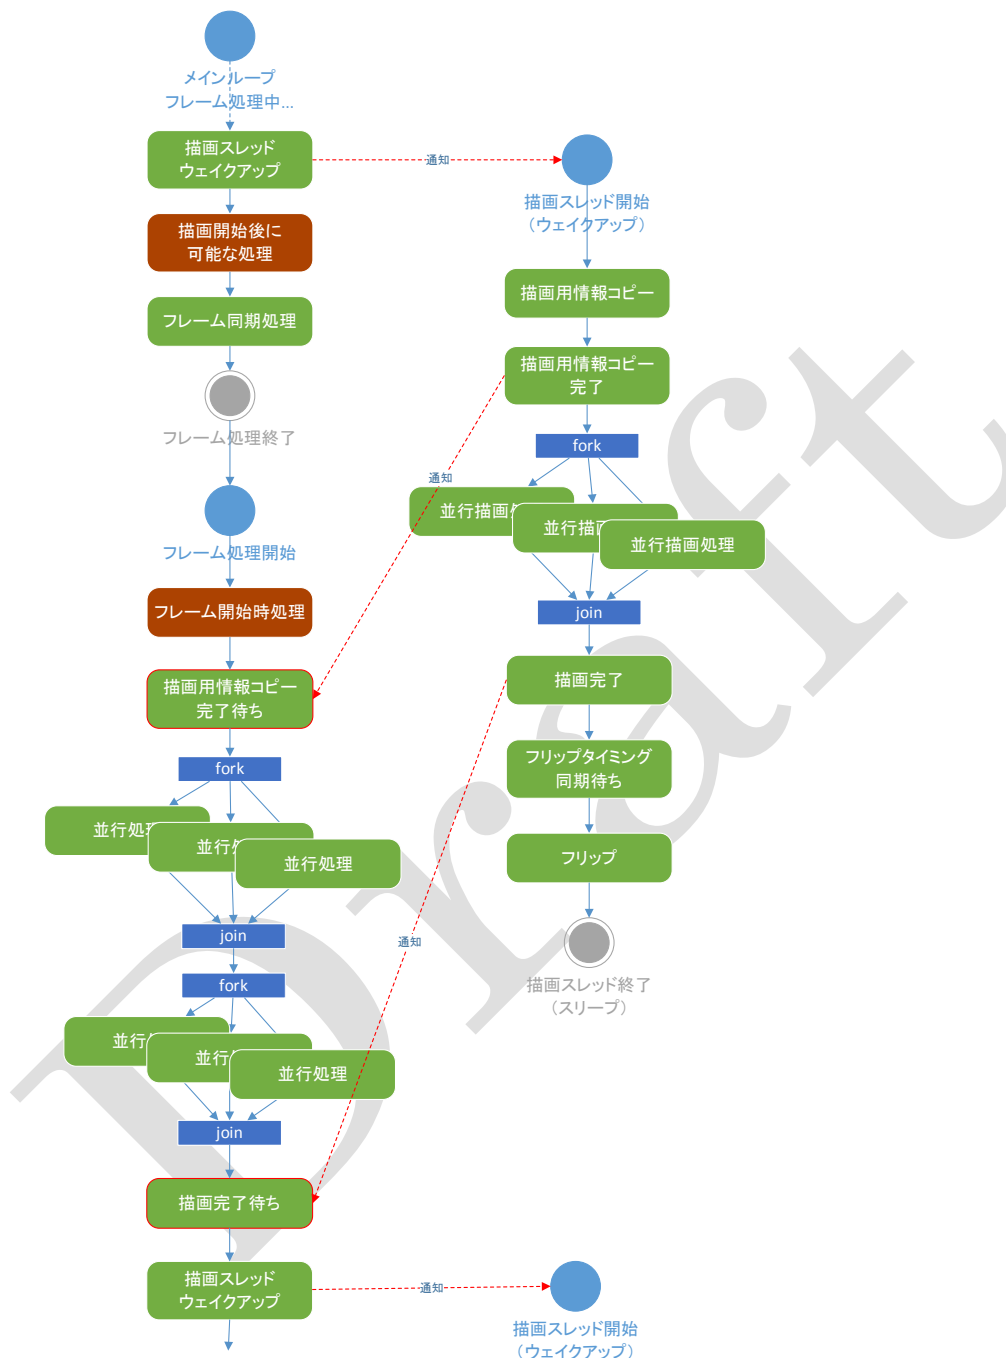 メインループ
フレーム処理中...
描画スレッド
ウェイクアップ
通知
描画スレッド開始
（ウェイクアップ）
描画開始後に
可能な処理
描画用情報コピー
フレーム同期処理
描画用情報コピー
完了
フレーム処理終了
fork
通知
並行描画
並行描画
並行描画処理
フレーム処理開始
フレーム開始時処理
join
描画用情報コピー
完了待ち
描画完了
fork
フリップタイミング
同期待ち
並行処
並行
並行処理
フリップ
join
通知
fork
描画スレッド終了
（スリープ）
並行
並行
並行処理
join
描画完了待ち
描画スレッド
ウェイクアップ
通知
描画スレッド開始
（ウェイクアップ）
Draft